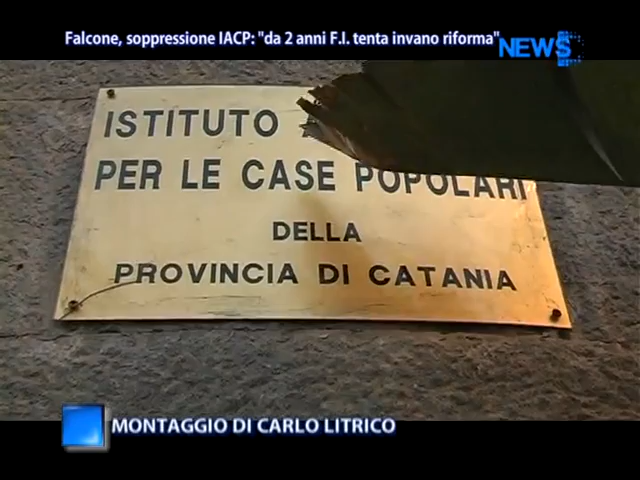 Falcone, soppressione IACP: "da 2 anni F.I. tenta invano riforma"
NEWS
ISTITUTO
PER LE CASE POPOLARI
DELLA
PROVINCIA DI CATANIA
MONTAGGIO DI CARLO LITRICO